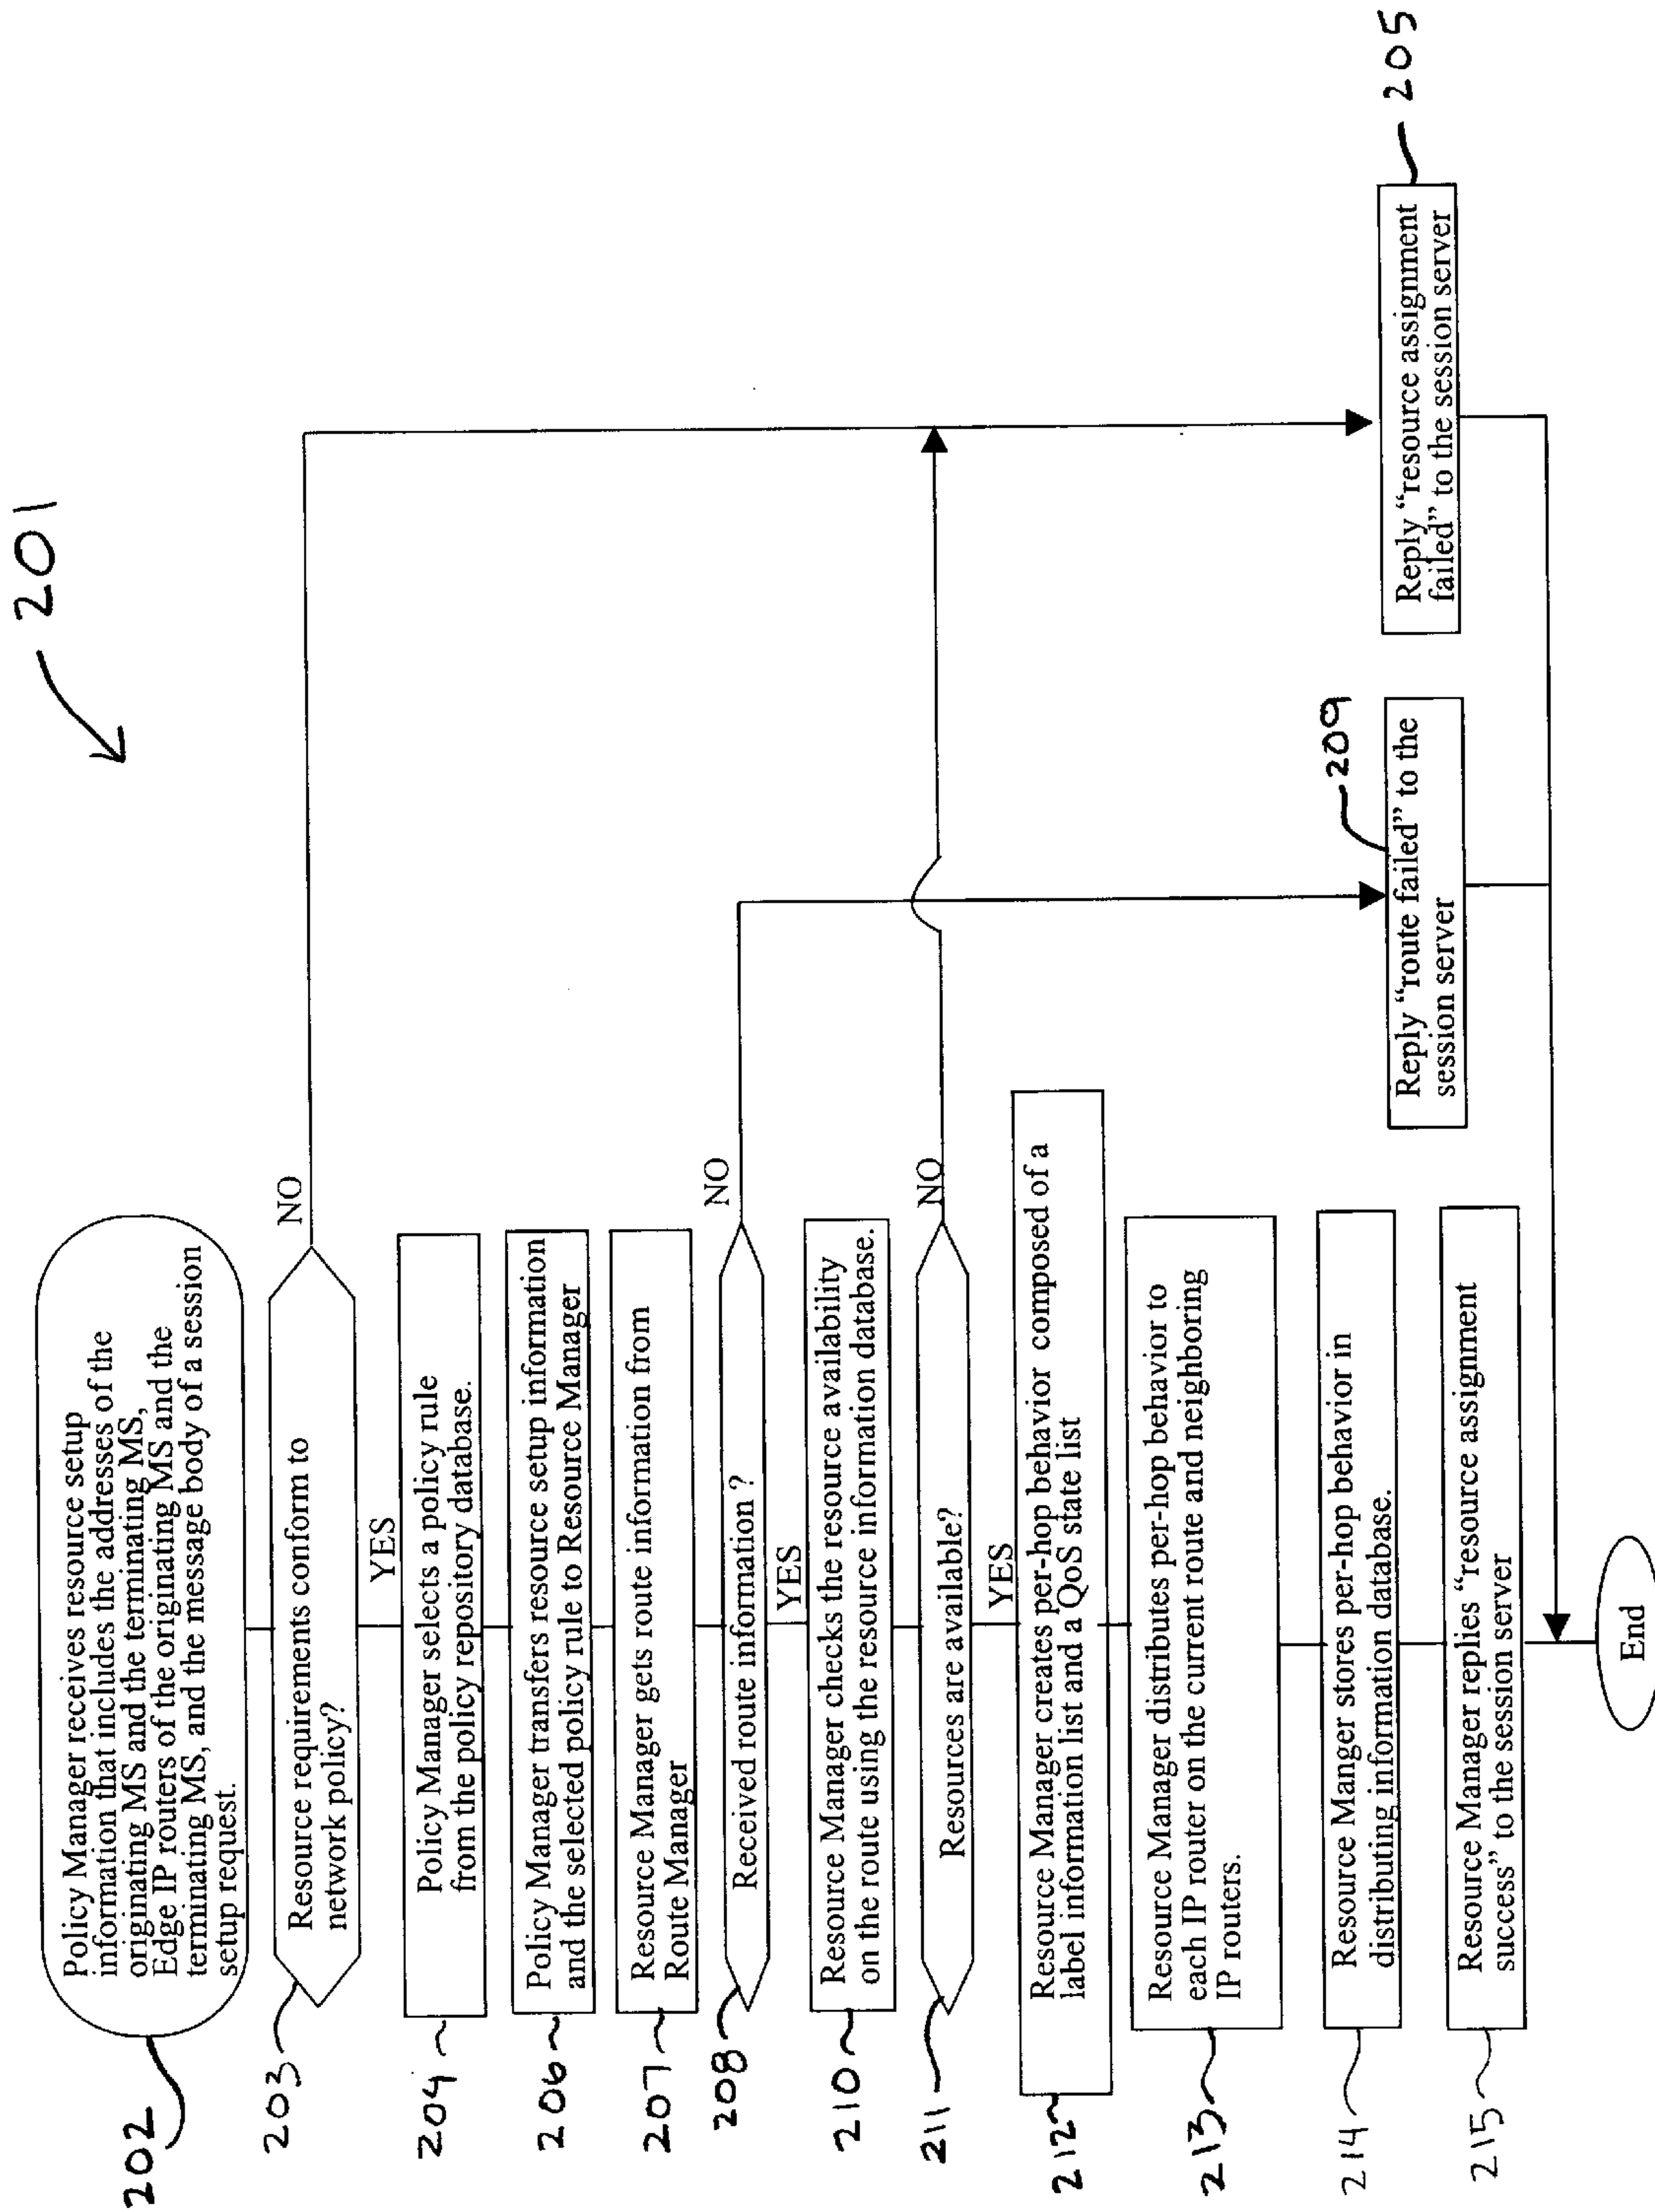 201
202
Policy Manager receives resource setup
information that includes the addresses of the
originating MS and the terminating MS,
Edge IP routers of the originating MS and the
terminating MS, and the message body of a session
setup request.
203
Resource requirements conform to
network policy?
NO
YES
204
Policy Manager selects a policy rule
from the policy repository database.
206
Policy Manager transfers resource setup information
and the selected policy rule to Resource Manager
207
Resource Manager gets route information from
Route Manager
208
Received route information ?
NO
YES
210
Resource Manager checks the resource availability
on the route using the resource information database.
211
Resources are available?
NO
YES
212
Resource Manager creates per-hop behavior composed of a
label information list and a QoS state list
213
Resource Manager distributes per-hop behavior to
each IP router on the current route and neighboring
IP routers.
214
Resource Manger stores per-hop behavior in
distributing information database.
215
Resource Manager replies “resource assignment
success” to the session server
209
Reply “route failed” to the
session server
205
Reply “resource assignment
failed” to the session server
End